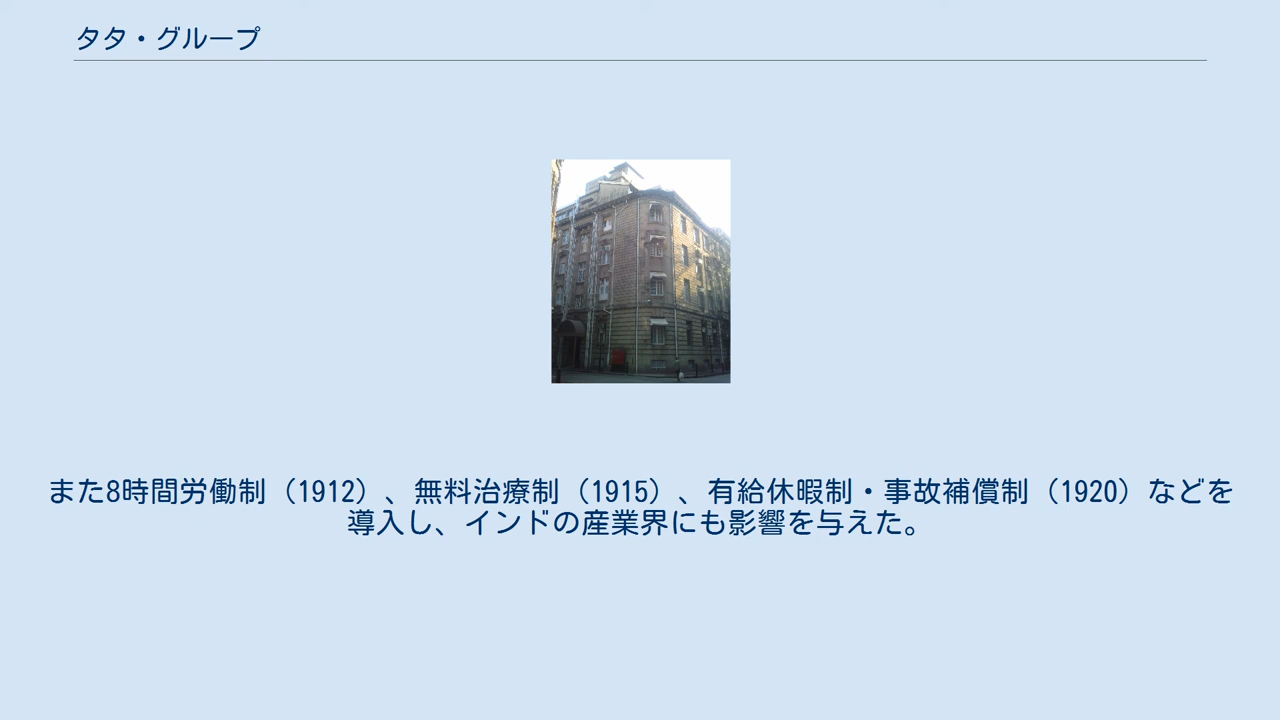 タタ・グループ
また8時間労働制（1912）、無料治療制（1915）、有給休暇制・事故補償制（1920）などを
導入し、インドの産業界にも影響を与えた。